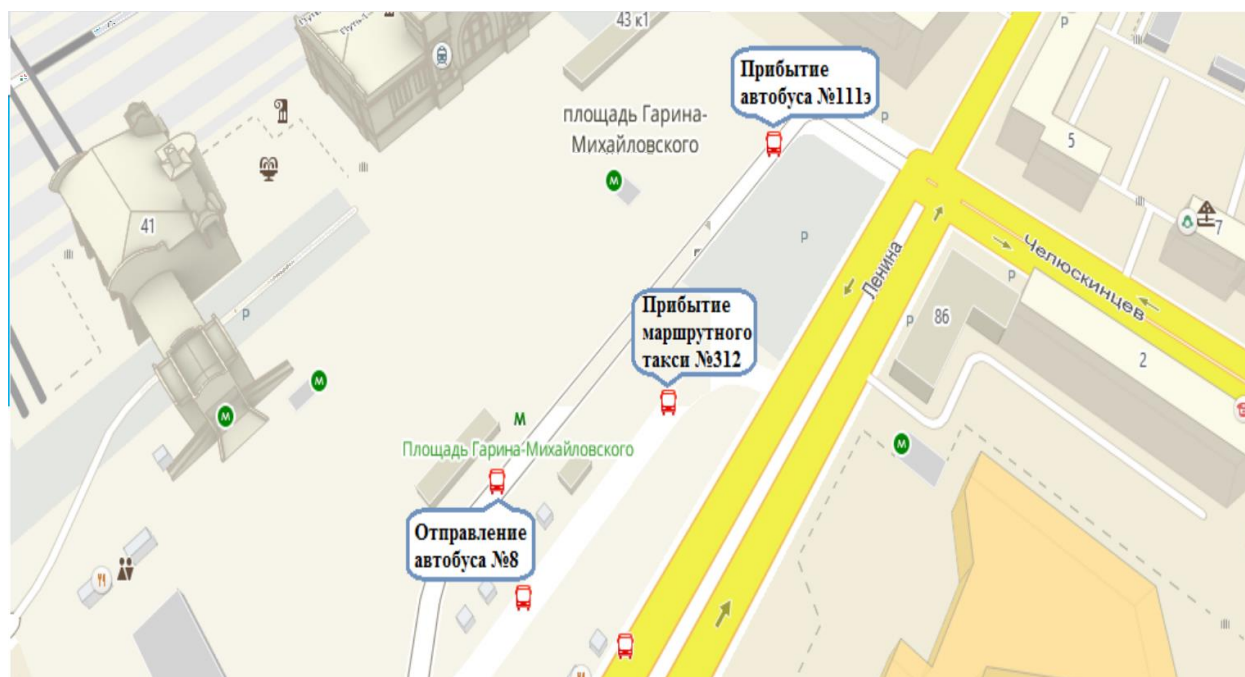 43 к1
Прибытие
автобуса №111э
площадь Гарина-
Михайловского
P
P
5
M
7
41
P
Ленина
Челюскинцев
Прибытие
маршрутного
такси №312
P
P
86
2
P
M
M
M
Площадь Гарина-Михайловского
M
Отправление
автобуса №8